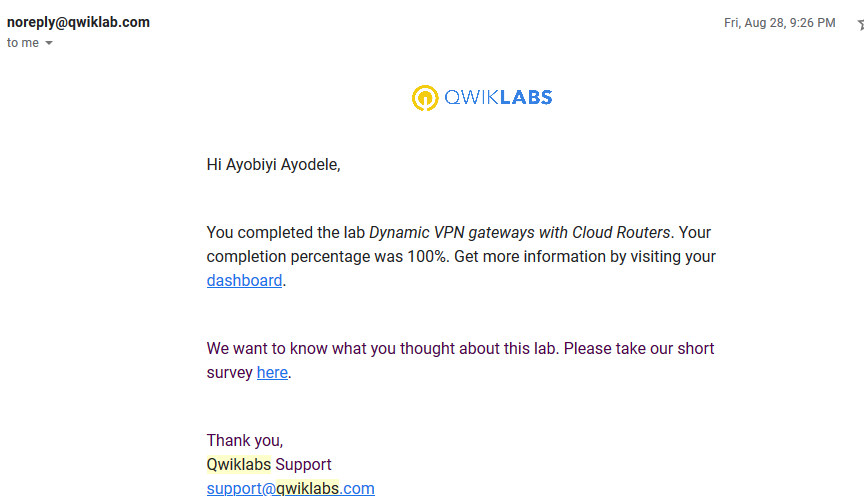 noreply@qwiklab.com
Fri, Aug 28, 9:26 PM
to me
QWIKLABS
Hi Ayobiyi Ayodele,
You completed the lab Dynamic VPN gateways with Cloud Routers. Your
completion percentage was 100%. Get more information by visiting your
dashboard.
We want to know what you thought about this lab. Please take our short
survey here.
Thank you,
Qwiklabs Support
support@qwiklabs.com